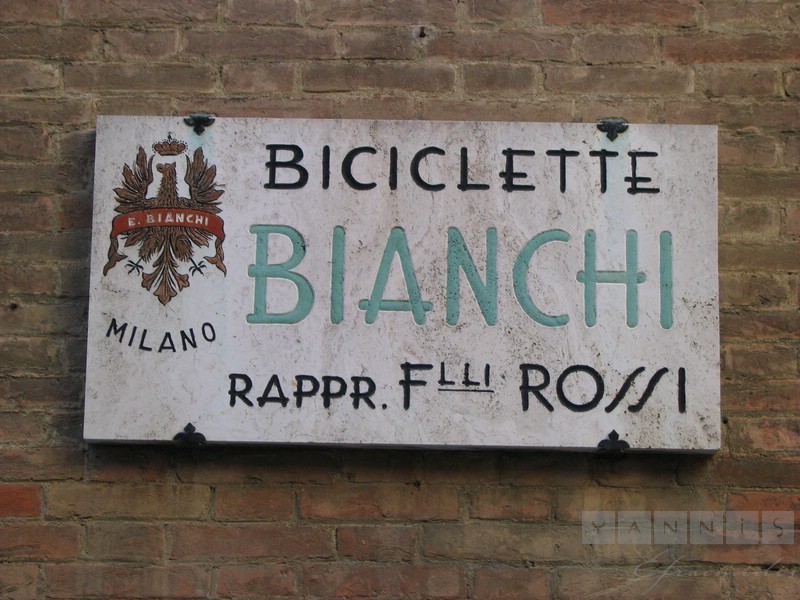 BICICLETTE
E. BIANCHI
BIANCHI
MILANO
RAPPR. FLLI ROSSI
YANNIS